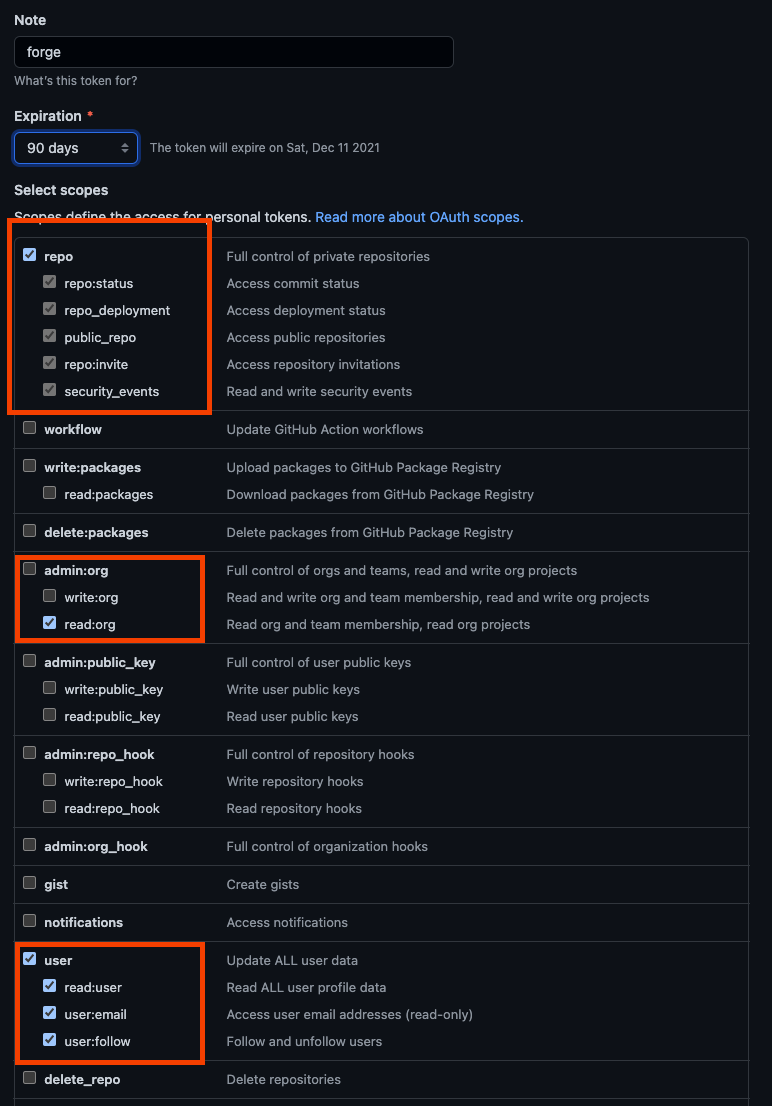 Note
forge
What's this token for?
Expiration *
90 days The token will expire on Sat, Dec 11 2021
Select scopes
Scopes define the access for personal tokens. Read more about OAuth scopes.
repo Full control of private repositories
repo:status Access commit status
repo_deployment Access deployment status
public_repo Access public repositories
repo:invite Access repository invitations
security_events Read and write security events
workflow Update GitHub Action workflows
write:packages Upload packages to GitHub Package Registry
read:packages Download packages from GitHub Package Registry
delete:packages Delete packages from GitHub Package Registry
admin:org Full control of orgs and teams, read and write org projects
write:org Read and write org and team membership, read and write org projects
read:org Read org and team membership, read org projects
admin:public_key Full control of user public keys
write:public_key Write user public keys
read:public_key Read user public keys
admin:repo_hook Full control of repository hooks
write:repo_hook Write repository hooks
read:repo_hook Read repository hooks
admin:org_hook Full control of organization hooks
gist Create gists
notifications Access notifications
user Update ALL user data
read:user Read ALL user profile data
user:email Access user email addresses (read-only)
user:follow Follow and unfollow users
delete_repo Delete repositories